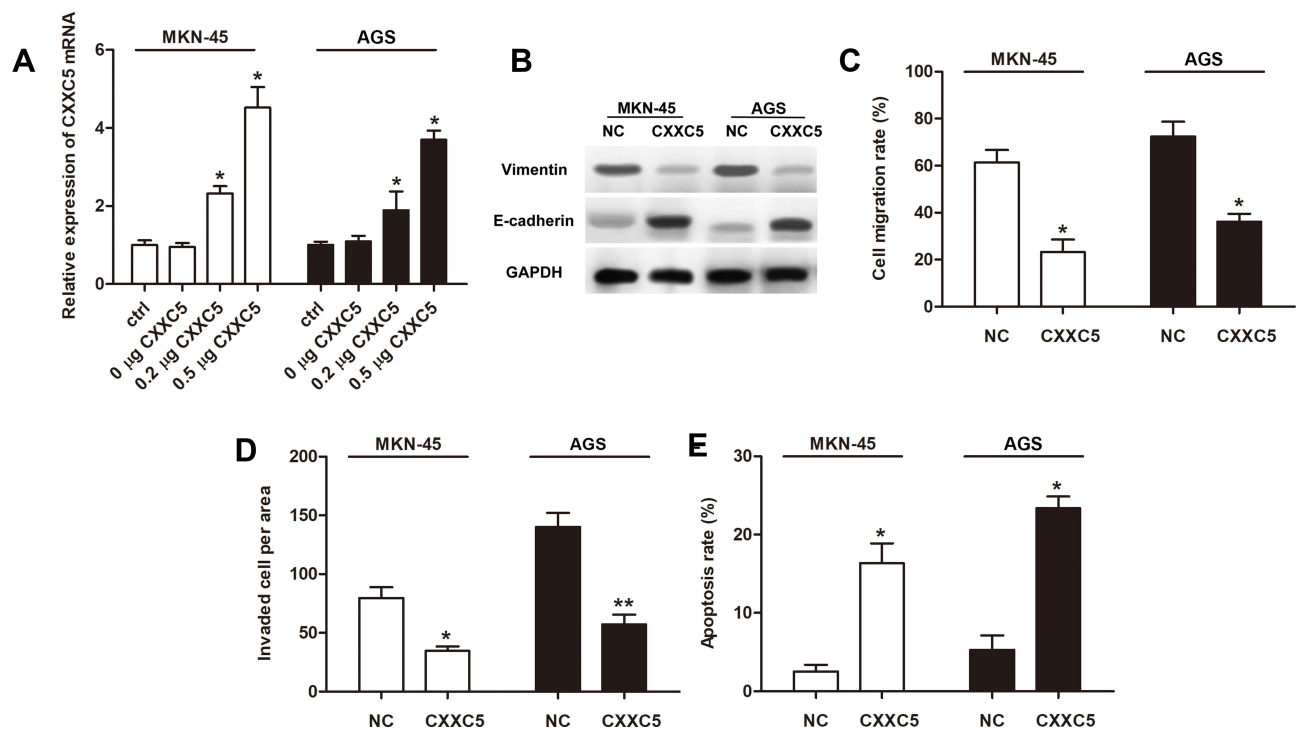 A
MKN-45
AGS
Relative expression of CXXC5 mRNA
6
4
2
0
*
*
*
*
ctrl
0 μg CXXC5
0.2 μg CXXC5
0.5 μg CXXC5
ctrl
0 μg CXXC5
0.2 μg CXXC5
0.5 μg CXXC5
B
MKN-45 AGS
NC CXXC5 NC CXXC5
Vimentin
E-cadherin
GAPDH
C
MKN-45
AGS
Cell migration rate (%)
100
80
60
40
20
0
*
*
NC CXXC5 NC CXXC5
D
MKN-45
AGS
Invaded cell per area
200
150
100
50
0
*
**
NC CXXC5 NC CXXC5
E
MKN-45
AGS
Apoptosis rate (%)
30
20
10
0
*
*
NC CXXC5 NC CXXC5